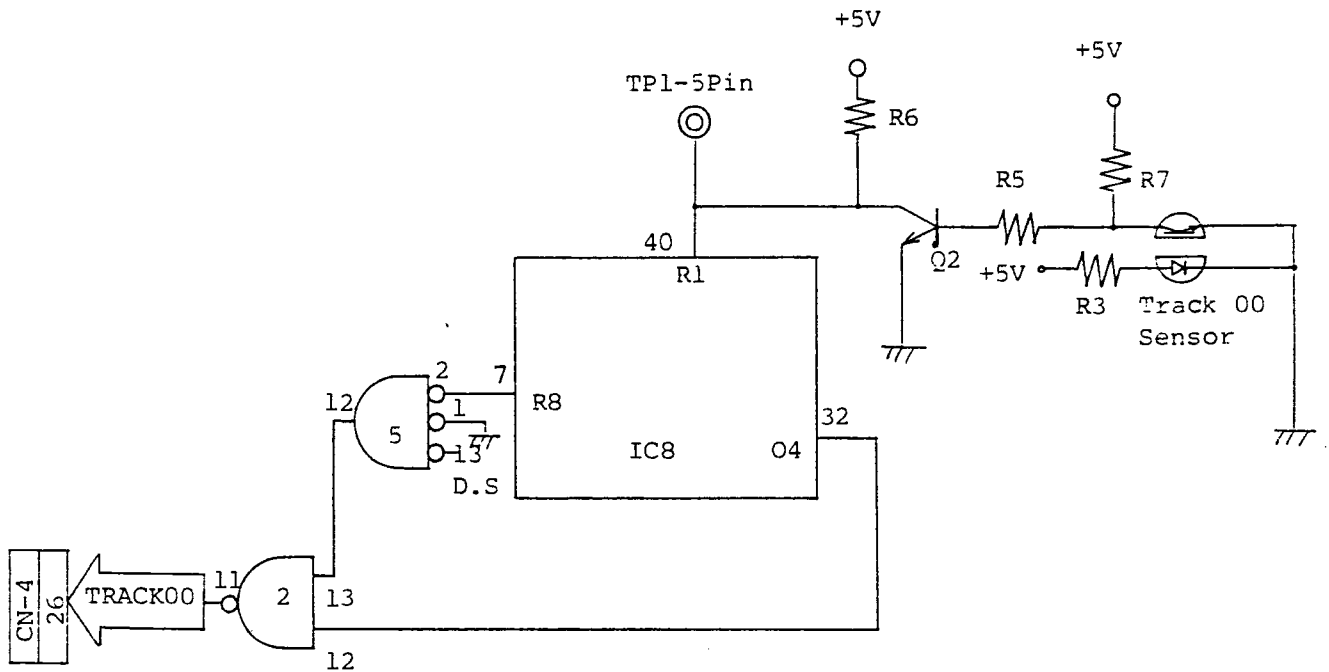 +5V
+5V
TP1-5Pin
R6
R5
R7
40
R1
Q2
+5V
R3
Track 00
Sensor
2
7
12
1
R8
32
5
13
IC8
O4
D.S
CN-4
26
TRACK00
11
2
13
12